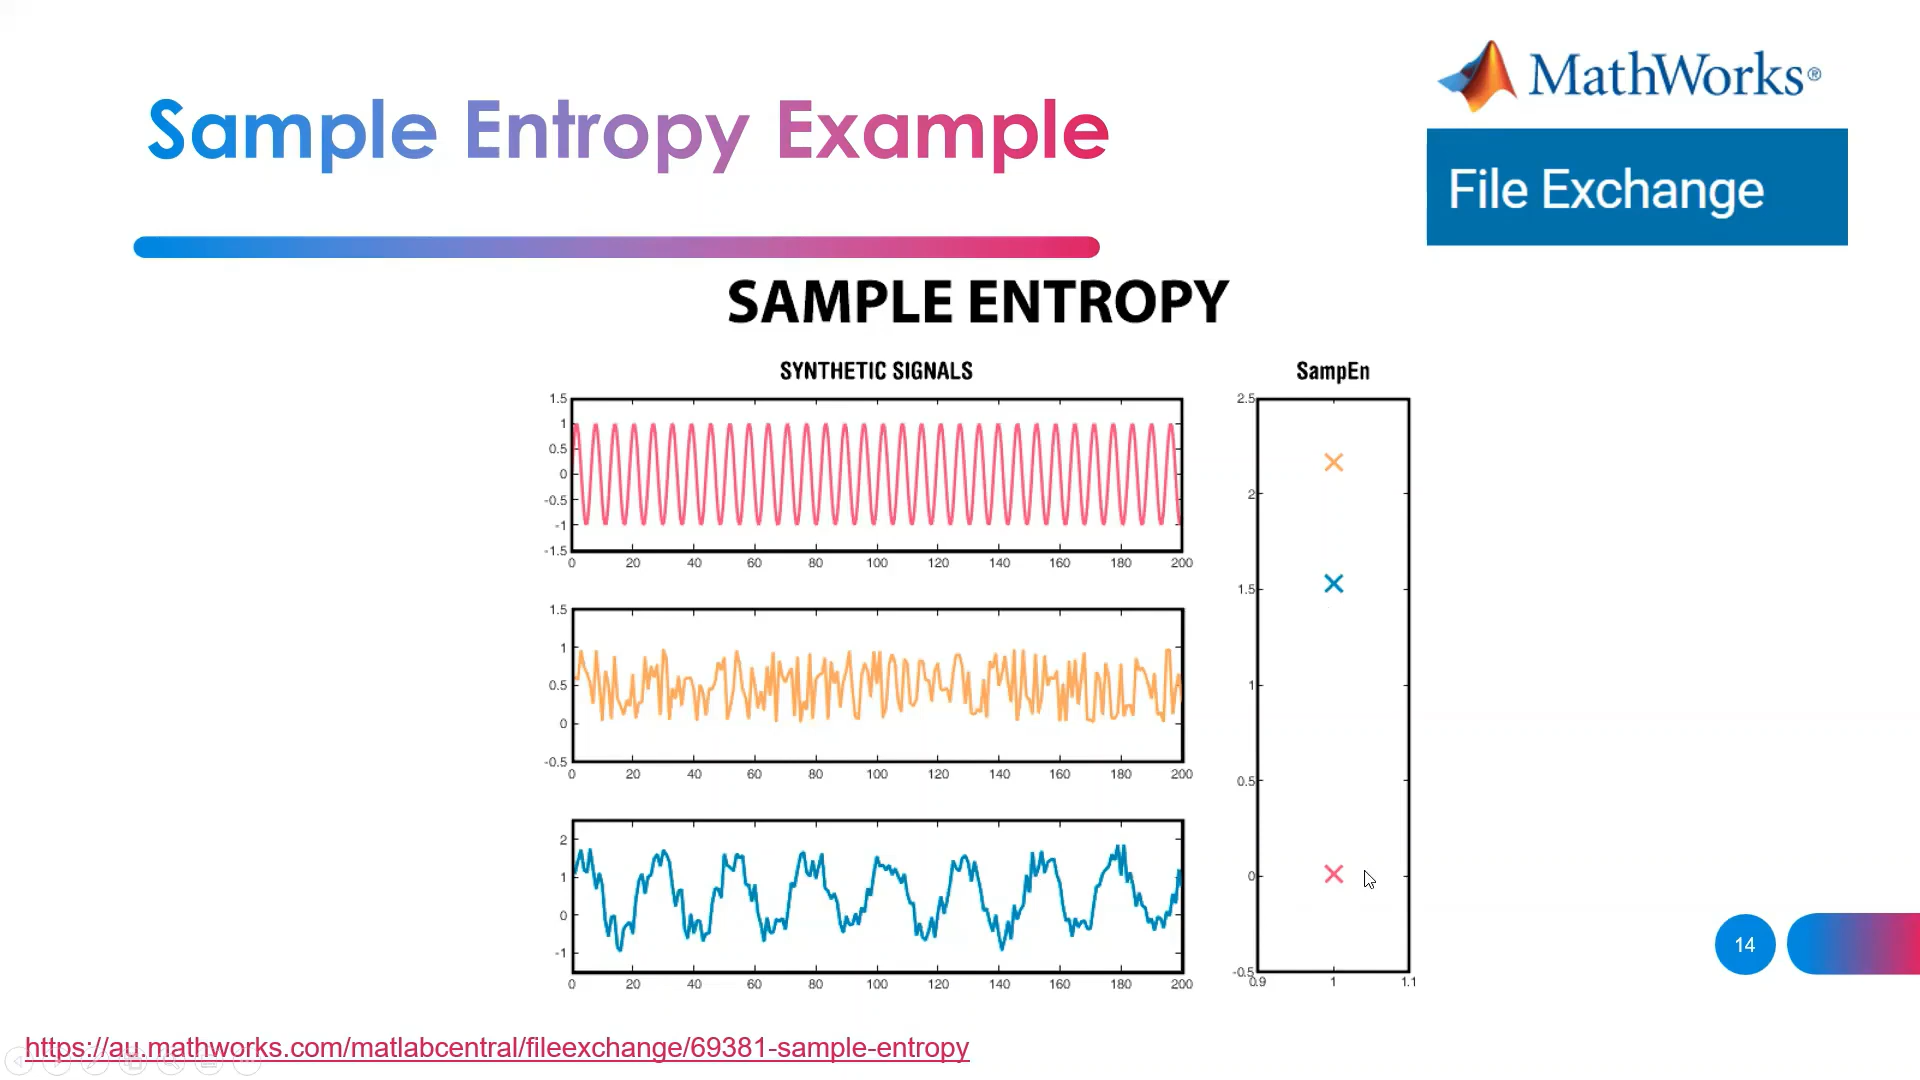 Sample Entropy Example
MathWorks®
File Exchange
SAMPLE ENTROPY
SYNTHETIC SIGNALS
1.5
1
0.5
0
-0.5
-1
-1.5
0 20 40 60 80 100 120 140 160 180 200
1.5
1
0.5
0
-0.5
0 20 40 60 80 100 120 140 160 180 200
2
1
0
-1
0 20 40 60 80 100 120 140 160 180 200
SampEn
2.5
2
1.5
1
0.5
0
-0.5
0.9 1 1.1
14
https://au.mathworks.com/matlabcentral/fileexchange/69381-sample-entropy